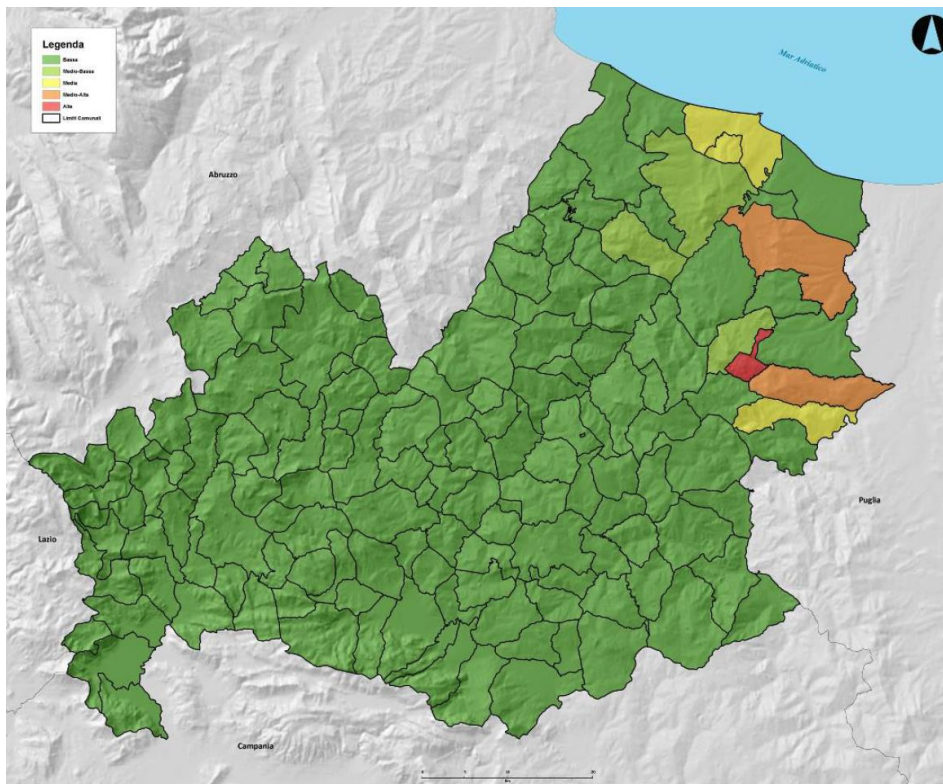 Legenda
Bassa
Medio-Bassa
Media
Medio-Alta
Alta
Limiti Comunali
Mar Adriatico
Abruzzo
Puglia
Lazio
Campania